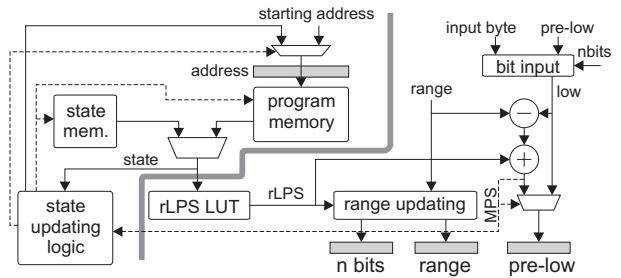 starting address
input byte
pre-low
nbits
bit input
address
range
low
state
mem.
program
memory
−
+
state
rLPS LUT
rLPS
range updating
MPS
state
updating
logic
n bits
range
pre-low